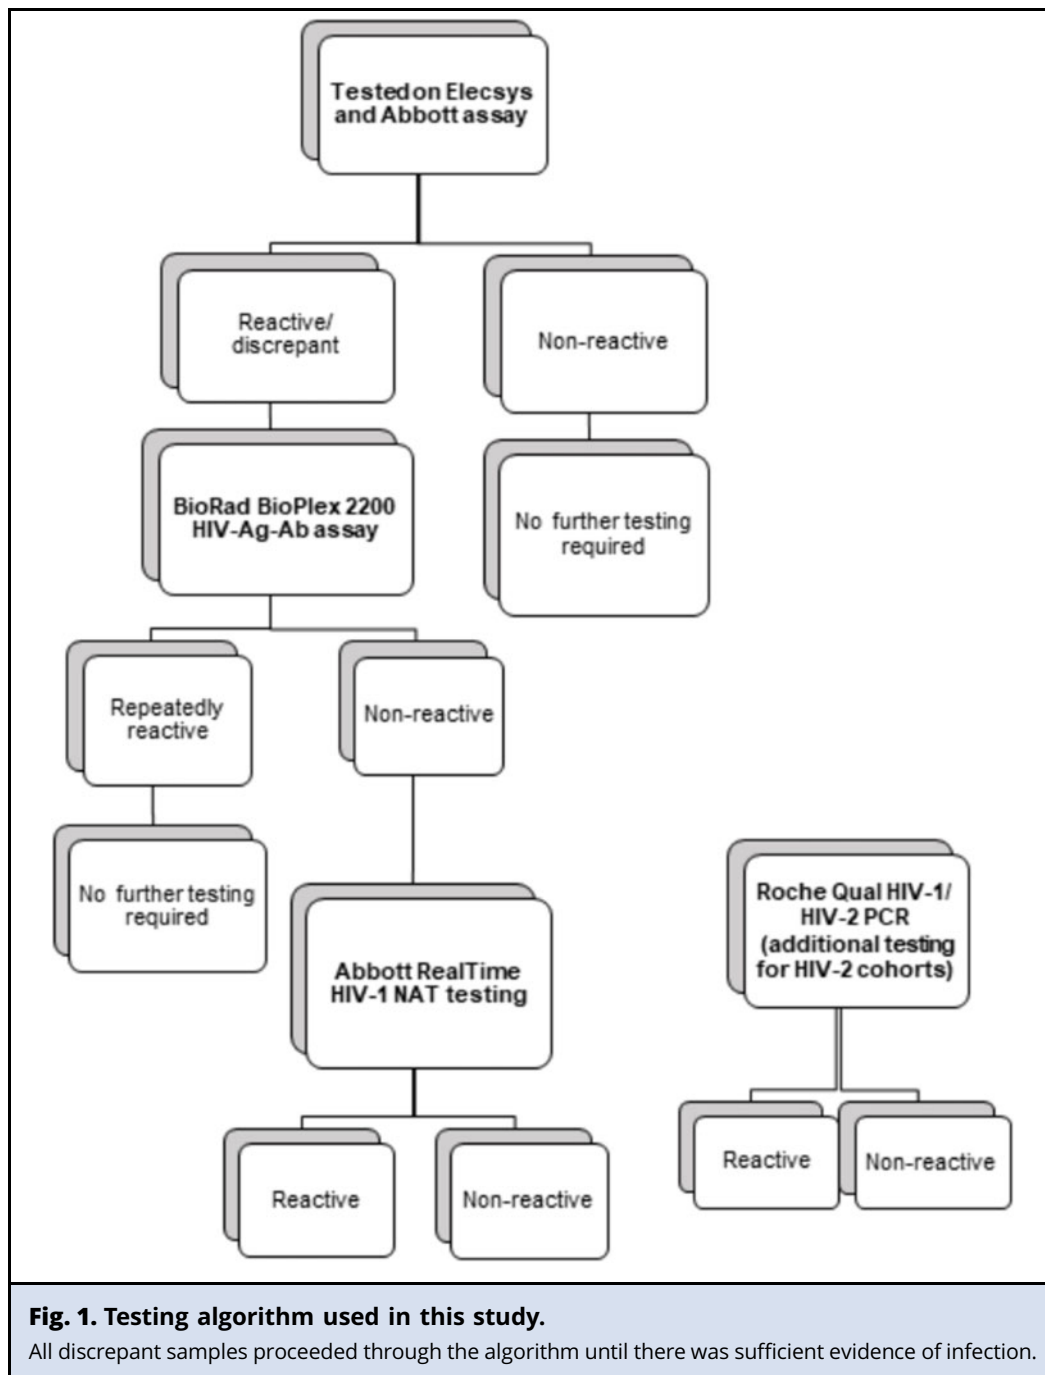 Tested on Elecsys
and Abbott assay
Reactive/
discrepant
Non-reactive
BioRad BioPlex 2200
HIV-Ag-Ab assay
No further testing
required
Repeatedly
reactive
Non-reactive
No further testing
required
Abbott RealTime
HIV-1 NAT testing
Reactive
Non-reactive
Roche Qual HIV-1/
HIV-2 PCR
(additional testing
for HIV-2 cohorts)
Reactive
Non-reactive
Fig. 1. Testing algorithm used in this study.
All discrepant samples proceeded through the algorithm until there was sufficient evidence of infection.